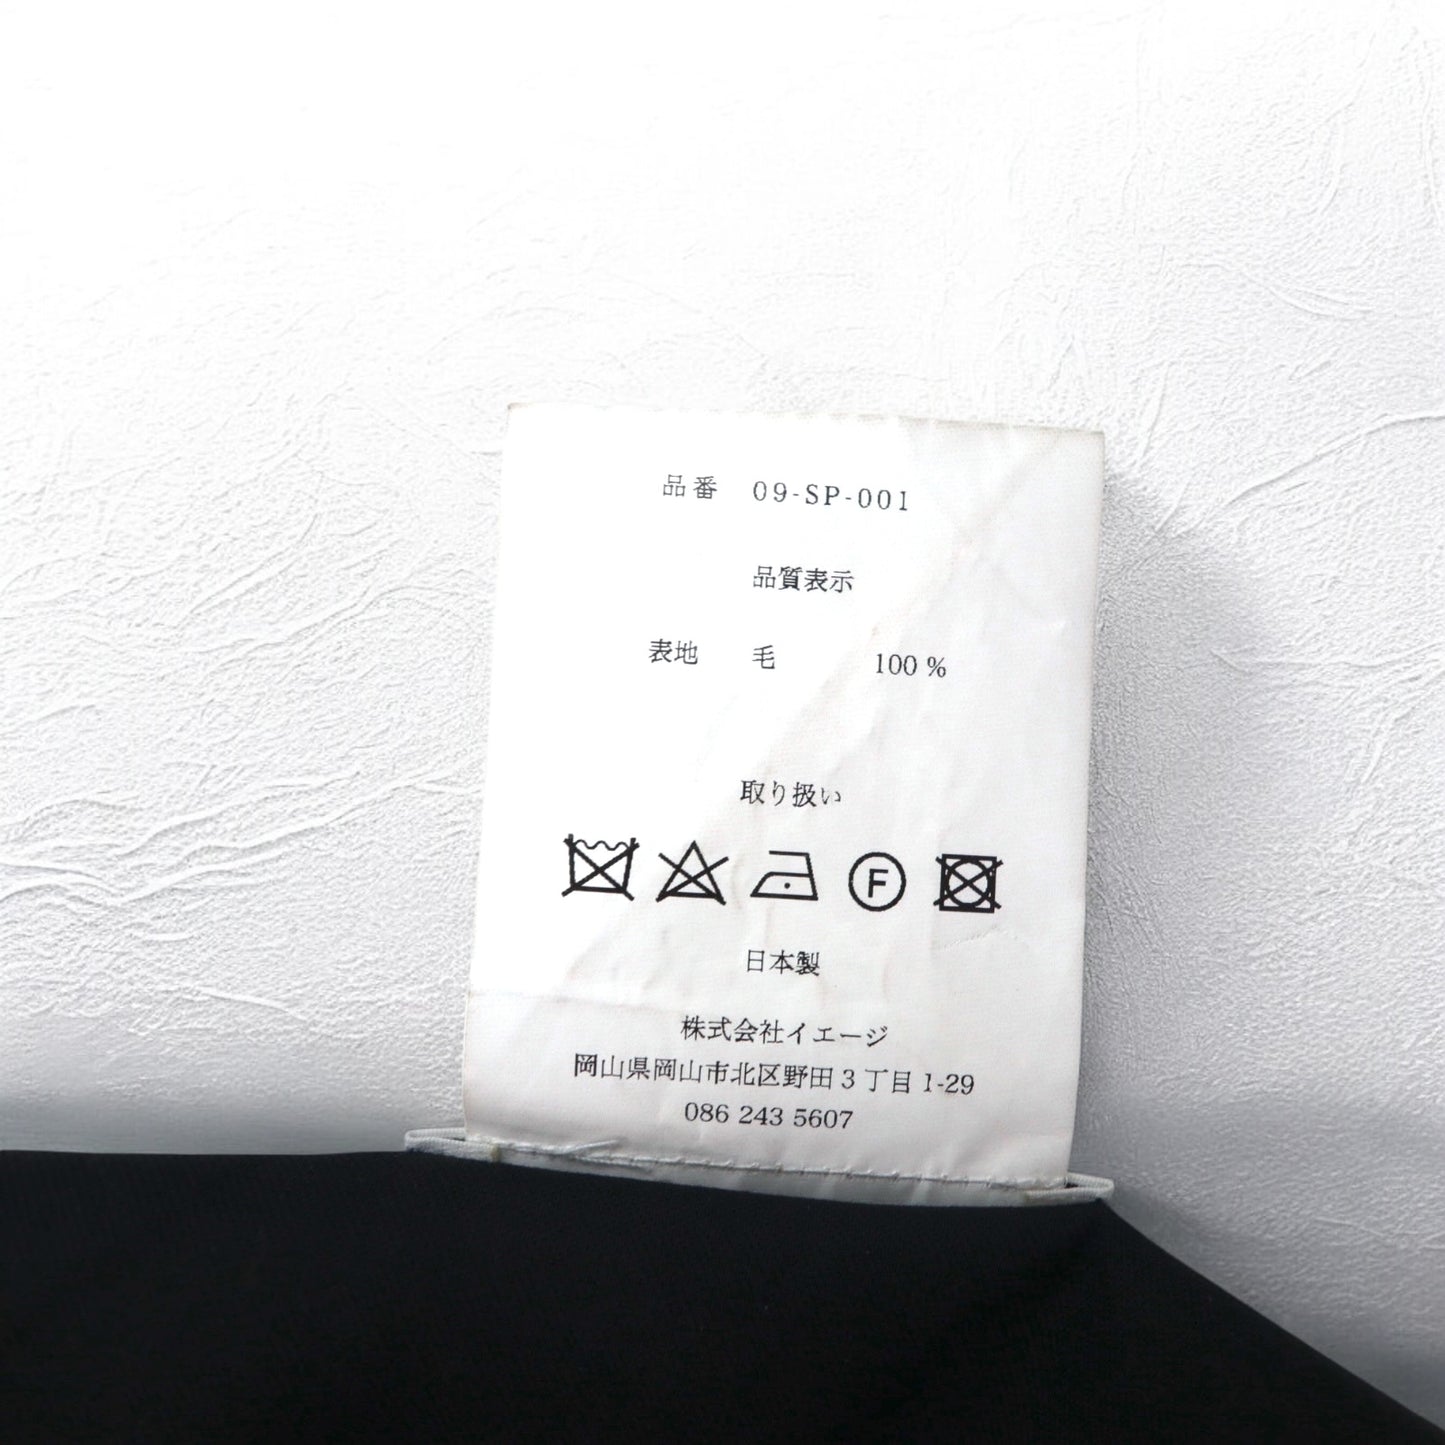 品番 09-SP-001
品質表示
表地 毛 100 %
取り扱い
F
日本製
株式会社イエージ
岡山県岡山市北区野田 3 丁目 1-29
086 243 5607